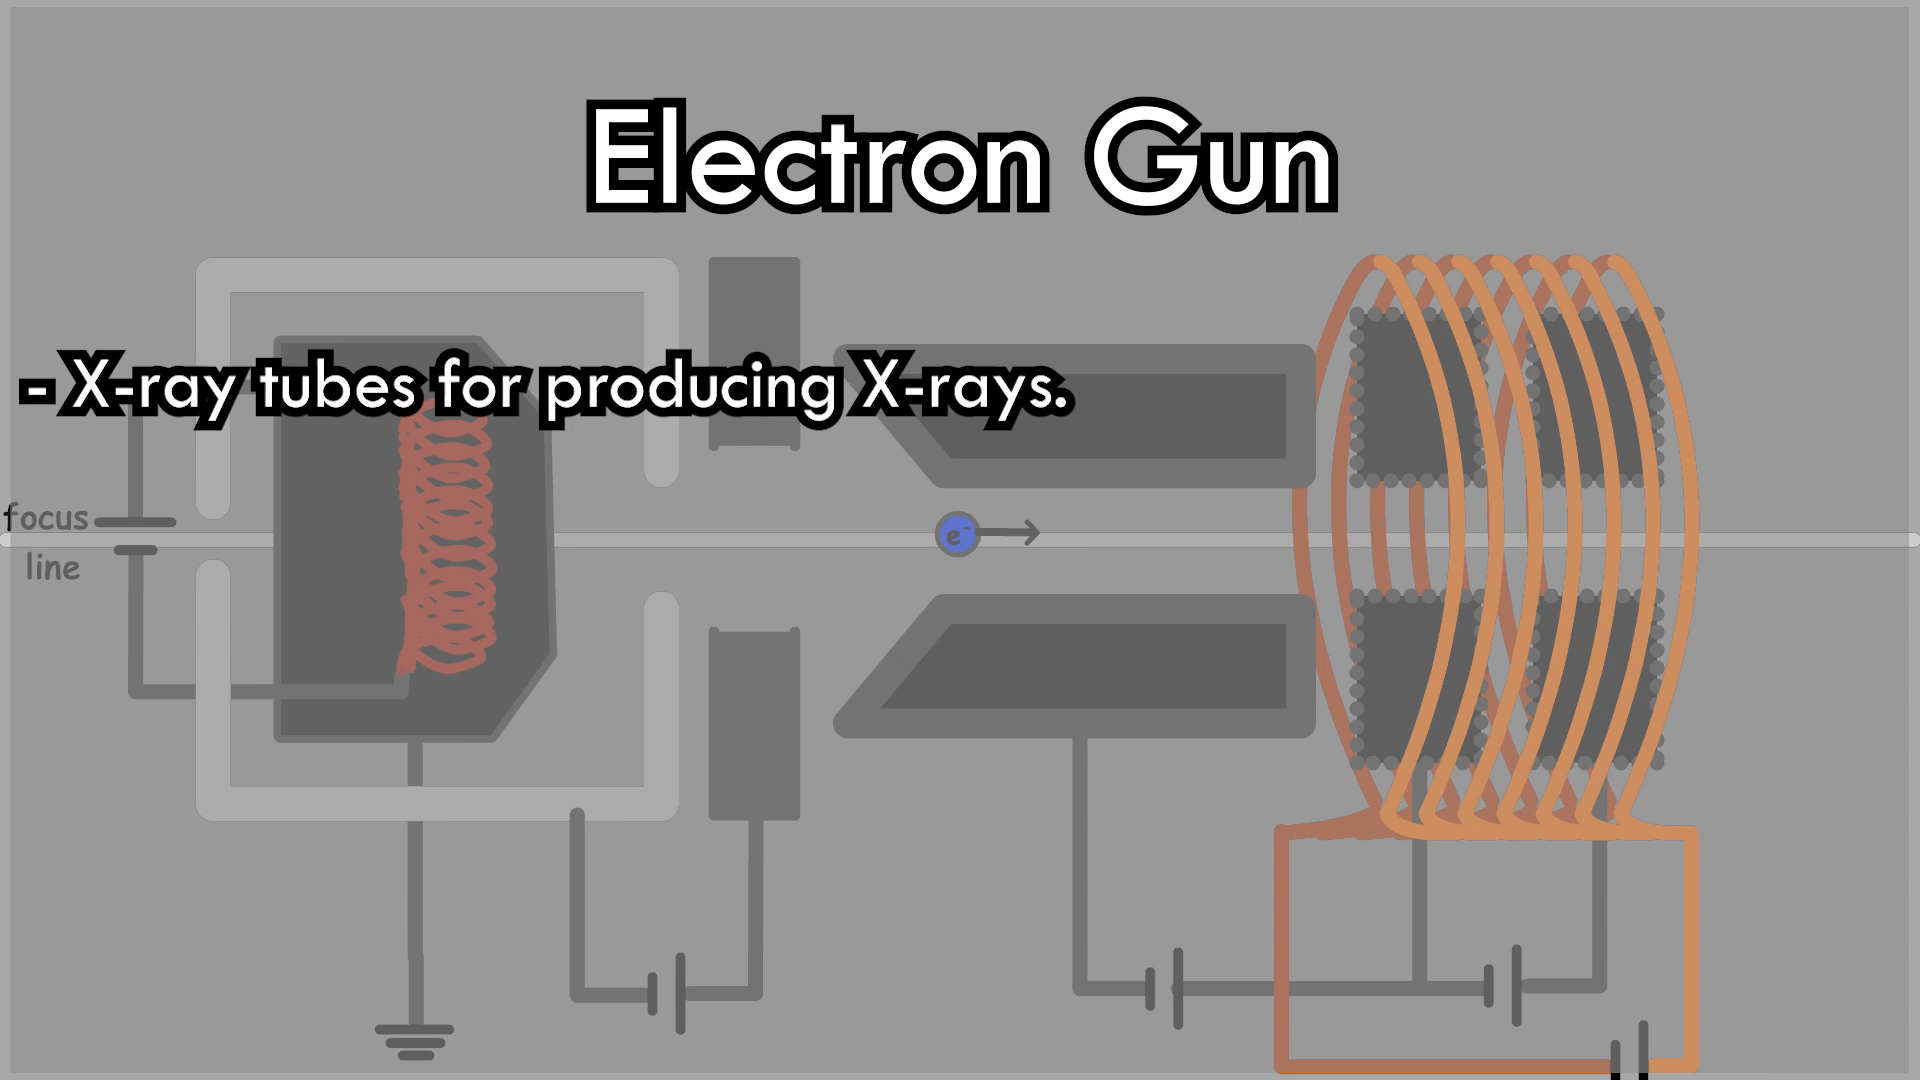 Electron Gun
- X-ray tubes for producing X-rays.
focus
line
e⁻